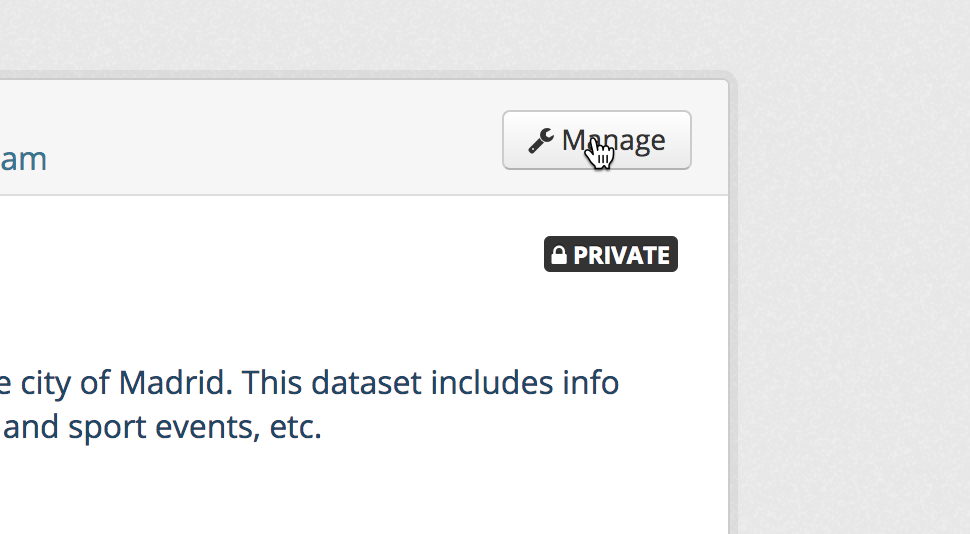 am
Manage
PRIVATE
e city of Madrid. This dataset includes info
and sport events, etc.